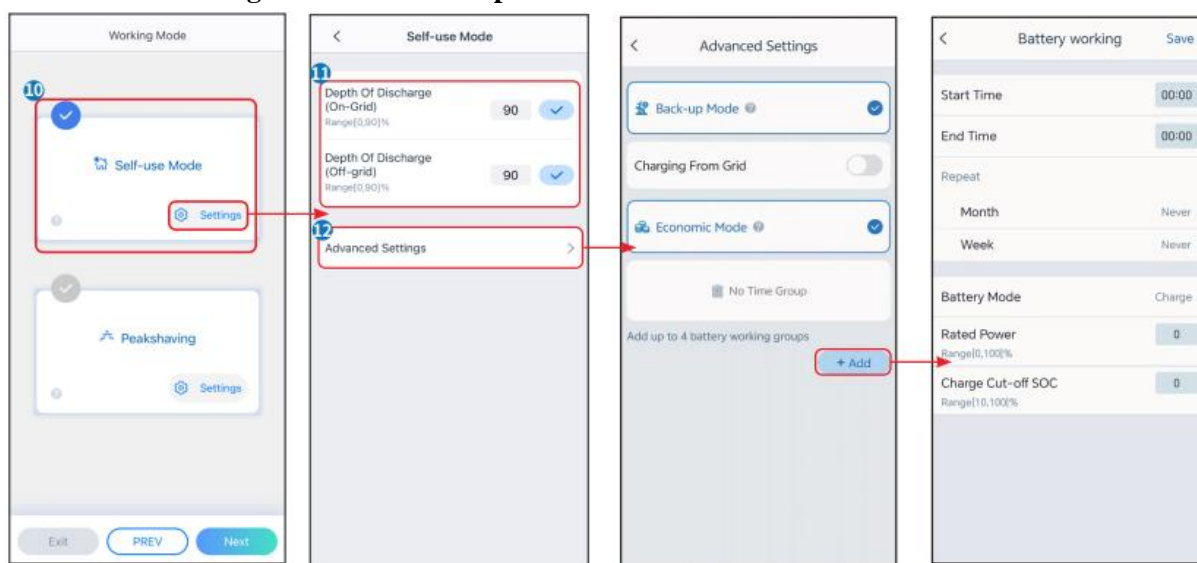 Working Mode
10
Self-use Mode
Settings
Peakshaving
Settings
Exit
PREV
Next
Self-use Mode
11
Depth Of Discharge
(On-Grid)
90
Range[0,90]%
Depth Of Discharge
(Off-grid)
90
Range[0,90]%
12
Advanced Settings
Advanced Settings
Back-up Mode
Charging From Grid
Economic Mode
No Time Group
Add up to 4 battery working groups
+ Add
Battery working
Save
Start Time
00:00
End Time
00:00
Repeat
Month
Never
Week
Never
Battery Mode
Charge
Rated Power
0
Range[0,100]%
Charge Cut-off SOC
0
Range[10,100]%